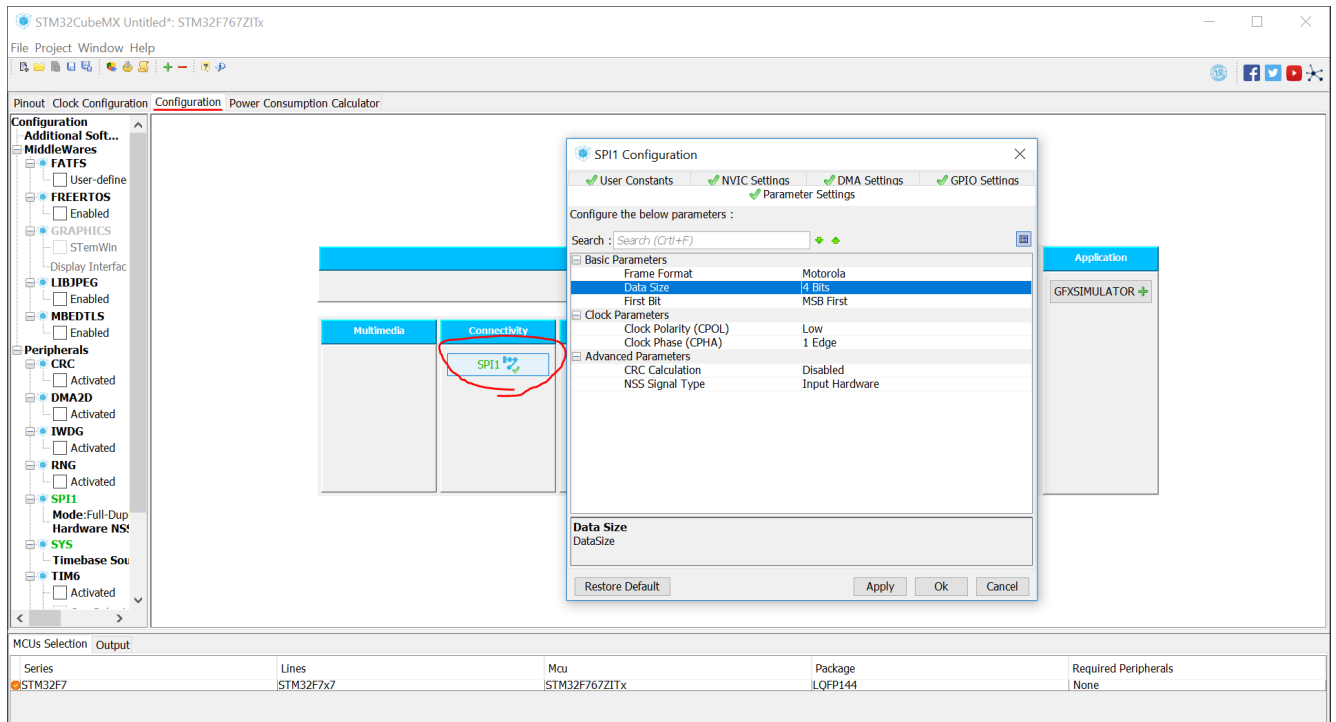 STM32CubeMX Untitled*: STM32F767ZITx
File Project Window Help
Pinout Clock Configuration Configuration Power Consumption Calculator
Configuration
Additional Soft...
MiddleWares
FATFS
User-define
FREERTOS
Enabled
GRAPHICS
STemWin
Display Interfac
LIBJPEG
Enabled
MBEDTLS
Enabled
Peripherals
CRC
Activated
DMA2D
Activated
IWDG
Activated
RNG
Activated
SPI1
Mode:Full-Dup
Hardware NSS
SYS
Timebase Sou
TIM6
Activated
Multimedia
Connectivity
SPI1
SPI1 Configuration
User Constants NVIC Settings DMA Settings GPIO Settings
Parameter Settings
Configure the below parameters :
Search : Search (Crtl+F)
Basic Parameters
Frame Format Motorola
Data Size 4 Bits
First Bit MSB First
Clock Parameters
Clock Polarity (CPOL) Low
Clock Phase (CPHA) 1 Edge
Advanced Parameters
CRC Calculation Disabled
NSS Signal Type Input Hardware
Data Size
DataSize
Restore Default Apply Ok Cancel
Application
GFXSIMULATOR
MCUs Selection Output
Series Lines Mcu Package Required Peripherals
STM32F7 STM32F7x7 STM32F767ZITx LQFP144 None